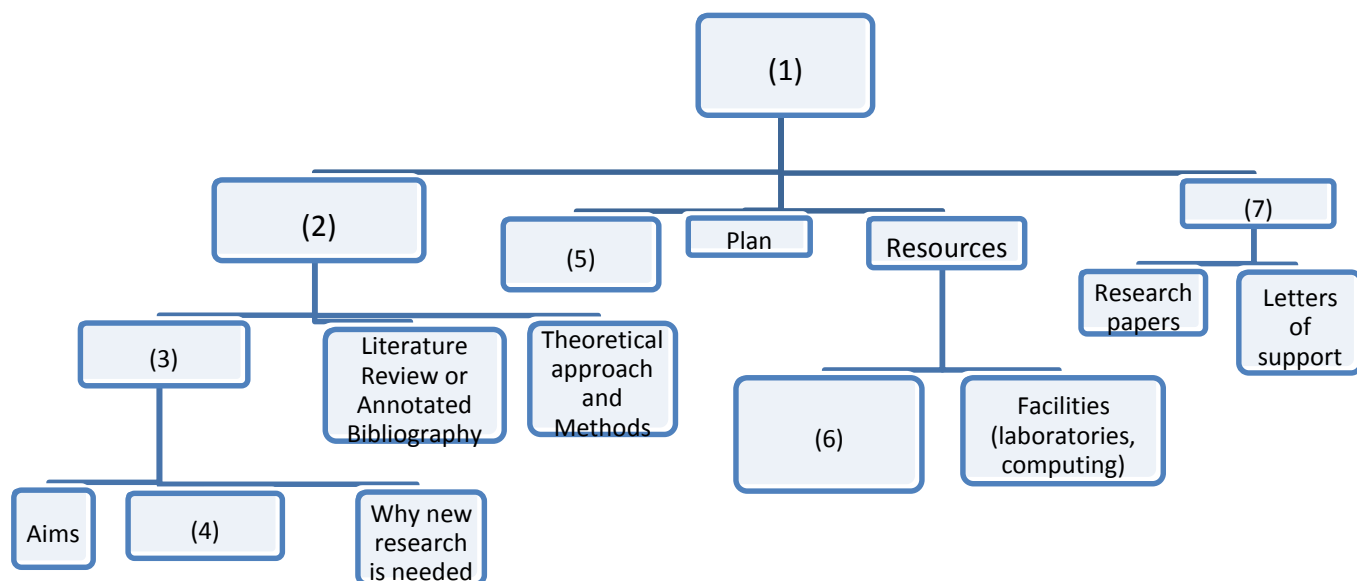 (1)
(2)
(5)
Plan
Resources
(7)
Research
papers
Letters
of
support
(3)
Literature
Review or
Annotated
Bibliography
Theoretical
approach
and
Methods
(6)
Facilities
(laboratories,
computing)
Aims
(4)
Why new
research
is needed